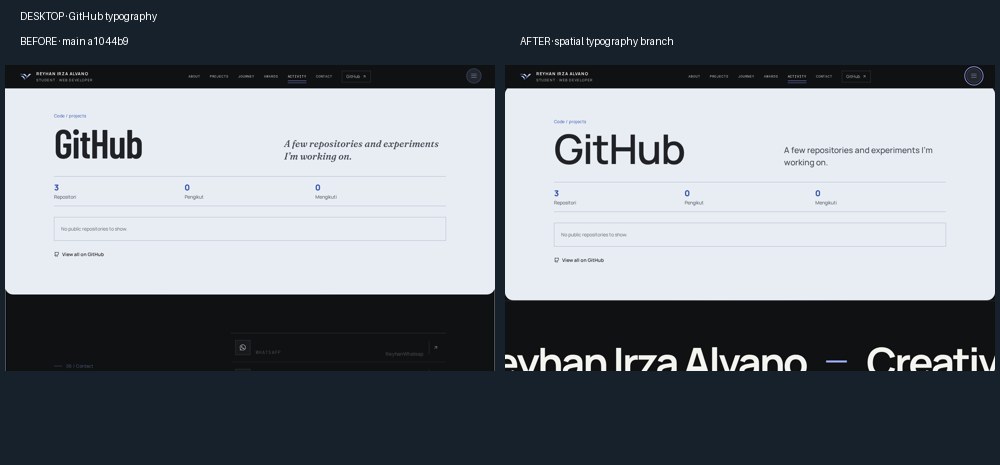 DESKTOP · GitHub typography
BEFORE · main a1044b9
AFTER · spatial typography branch
REYHAN IRZA ALVANO
STUDENT · WEB DEVELOPER
ABOUT PROJECTS JOURNEY AWARDS ACTIVITY CONTACT GitHub
Code / projects
GitHub
A few repositories and experiments
I'm working on.
3 0 0
Repositori Pengikut Mengikuti
No public repositories to show.
View all on GitHub
WHATSAPP
ReyhanWhatsap
05 / Contact
REYHAN IRZA ALVANO
STUDENT · WEB DEVELOPER
ABOUT PROJECTS JOURNEY AWARDS ACTIVITY CONTACT GitHub
Code / projects
GitHub
A few repositories and experiments I'm
working on.
3 0 0
Repositori Pengikut Mengikuti
No public repositories to show.
View all on GitHub
eyhan Irza Alvano — Creativ